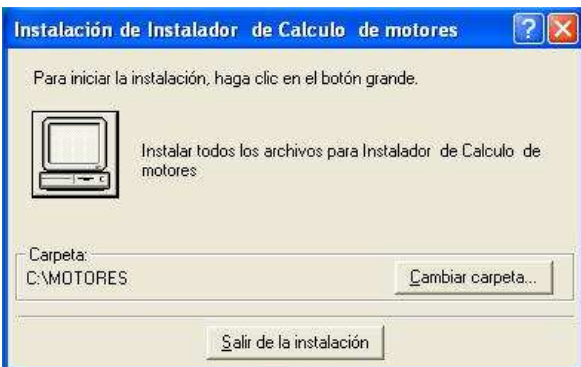 Instalación de Instalador de Calculo de motores
Para iniciar la instalación, haga clic en el botón grande.
Instalar todos los archivos para Instalador de Calculo de
motores
Carpeta:
C:\MOTORES
Cambiar carpeta...
Salir de la instalación